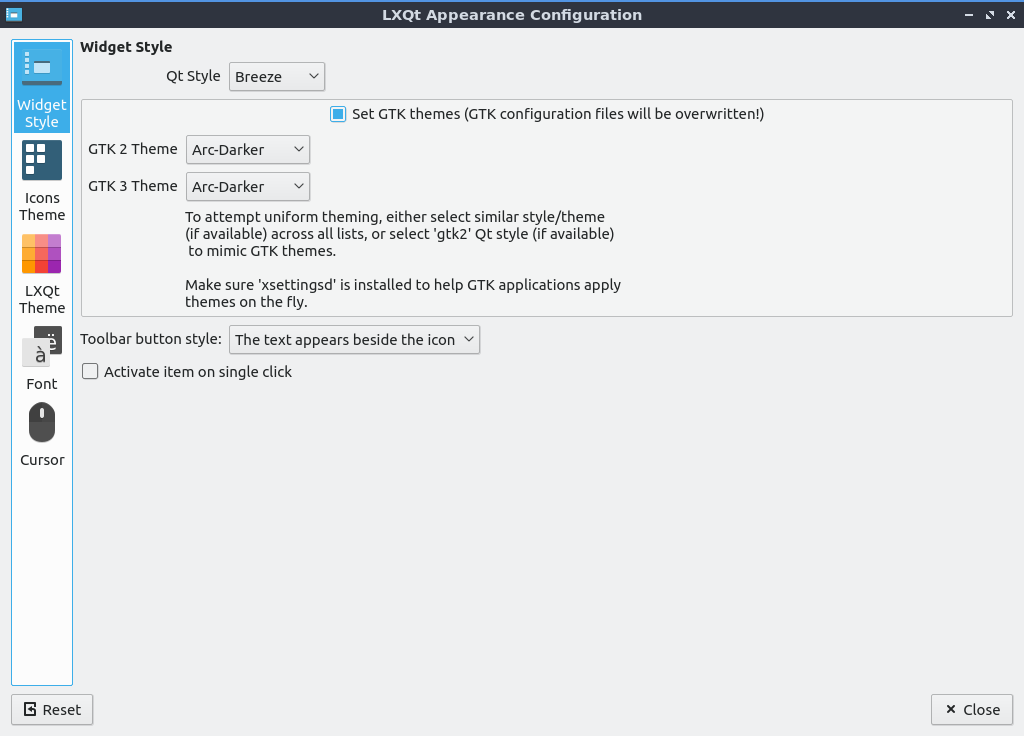 LXQt Appearance Configuration
Widget Style
Icons Theme
LXQt Theme
Font
Cursor
Widget Style
Qt Style Breeze
Set GTK themes (GTK configuration files will be overwritten!)
GTK 2 Theme Arc-Darker
GTK 3 Theme Arc-Darker
To attempt uniform theming, either select similar style/theme
(if available) across all lists, or select 'gtk2' Qt style (if available)
to mimic GTK themes.
Make sure 'xsettingsd' is installed to help GTK applications apply
themes on the fly.
Toolbar button style: The text appears beside the icon
Activate item on single click
Reset
Close